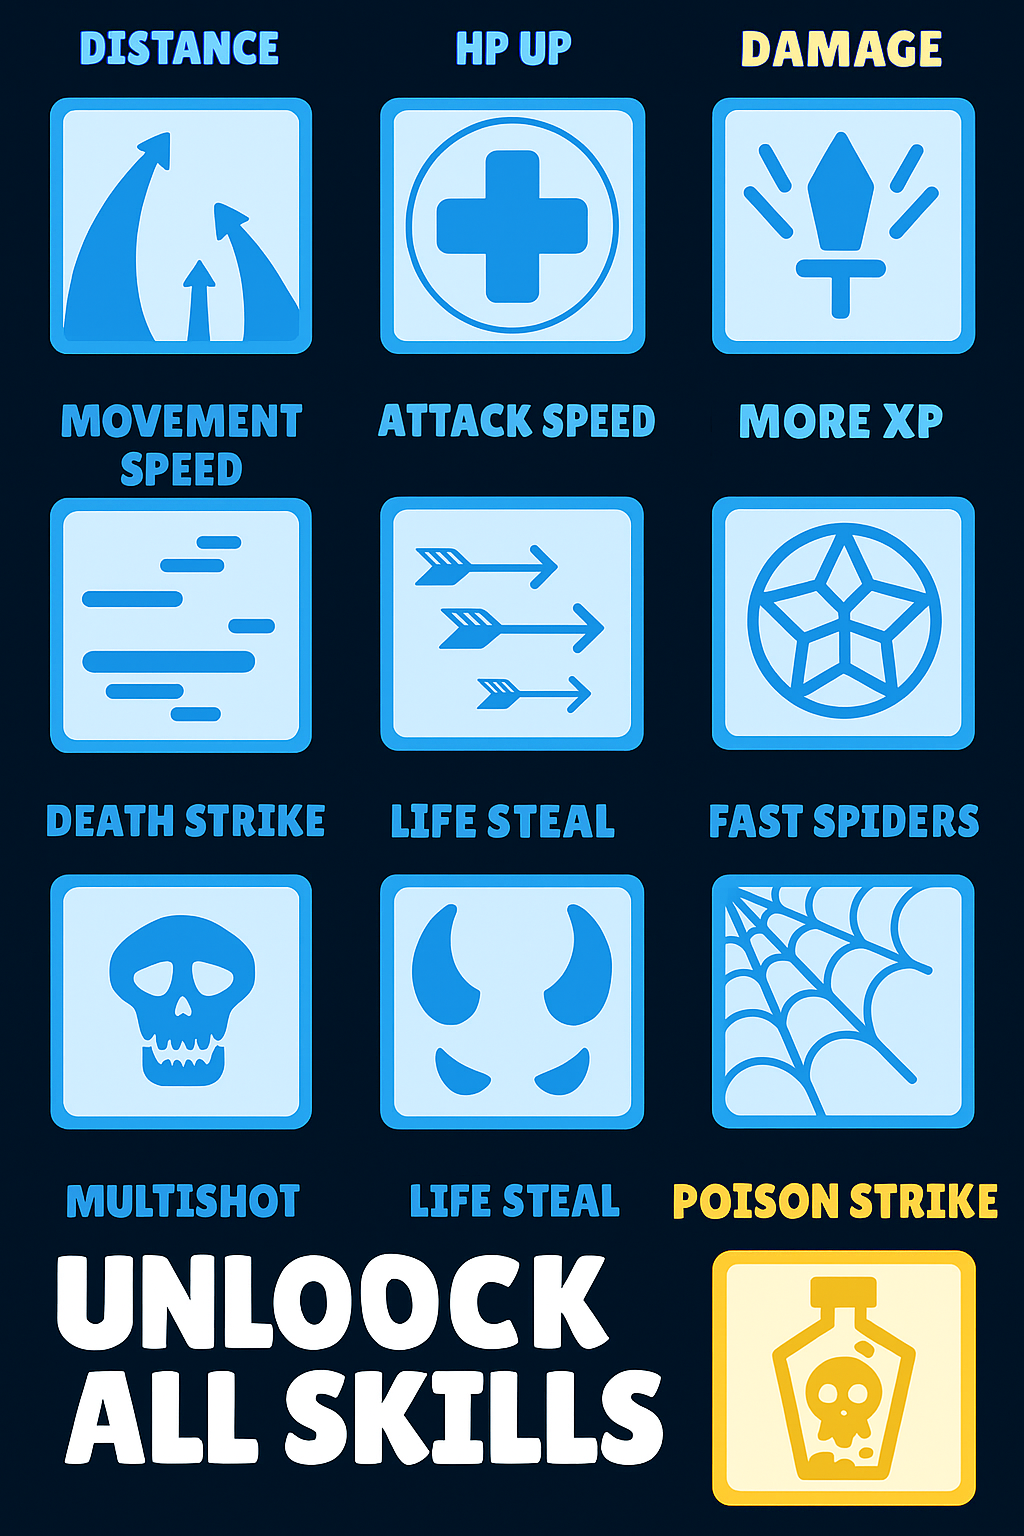 DISTANCE
HP UP
DAMAGE
MOVEMENT
SPEED
ATTACK SPEED
MORE XP
DEATH STRIKE
LIFE STEAL
FAST SPIDERS
MULTISHOT
LIFE STEAL
POISON STRIKE
UNLOOCK
ALL SKILLS